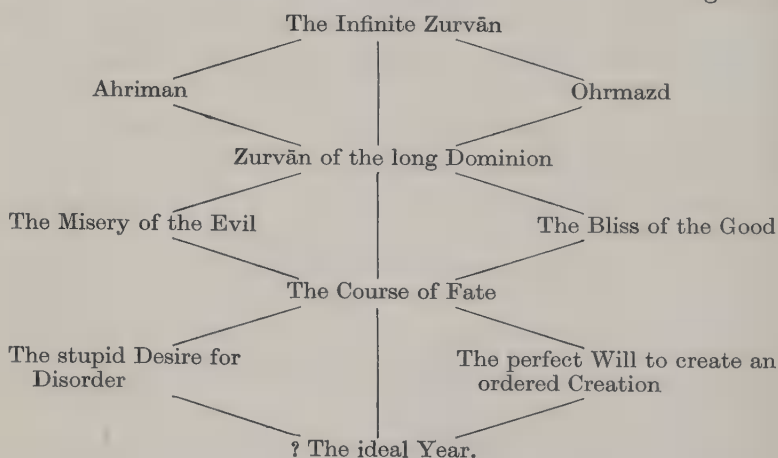 The Infinite Zurvān
Ahriman
Ohrmazd
Zurvān of the long Dominion
The Misery of the Evil
The Bliss of the Good
The Course of Fate
The stupid Desire for
Disorder
The perfect Will to create an
ordered Creation
? The ideal Year.